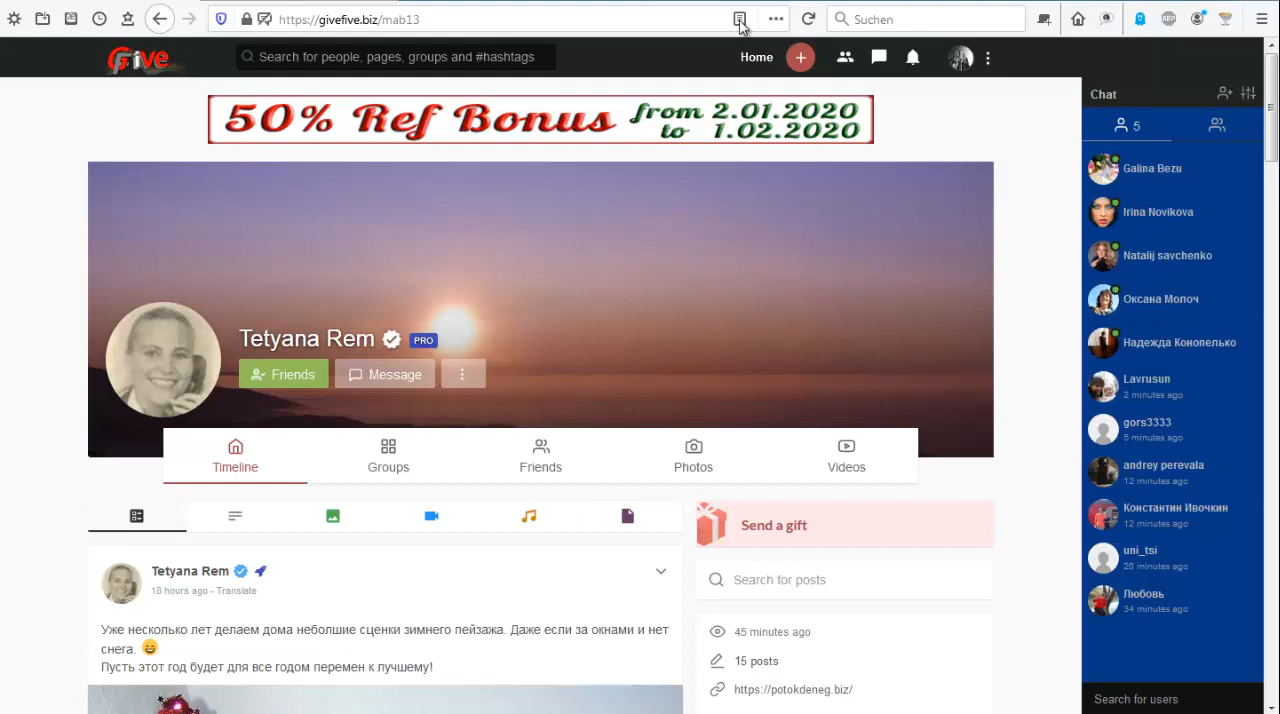 https://givefive.biz/mab13
Suchen
Give
Search for people, pages, groups and #hashtags
Home
50% Ref Bonus from 2.01.2020
to 1.02.2020
Tetyana Rem PRO
Friends
Message
Timeline
Groups
Friends
Photos
Videos
Tetyana Rem
18 hours ago - Translate
Уже несколько лет делаем дома неболшие сценки зимнего пейзажа. Даже если за окнами и нет
снега.
Пусть этот год будет для все годом перемен к лучшему!
Send a gift
Search for posts
45 minutes ago
15 posts
https://potokdeneg.biz/
Chat
5
Galina Bezu
Irina Novikova
Natalij savchenko
Оксана Молоч
Надежда Конопелько
Lavrusun
2 minutes ago
gors3333
5 minutes ago
andrey perevala
12 minutes ago
Константин Ивочкин
12 minutes ago
uni_tsi
26 minutes ago
Любовь
34 minutes ago
Search for users